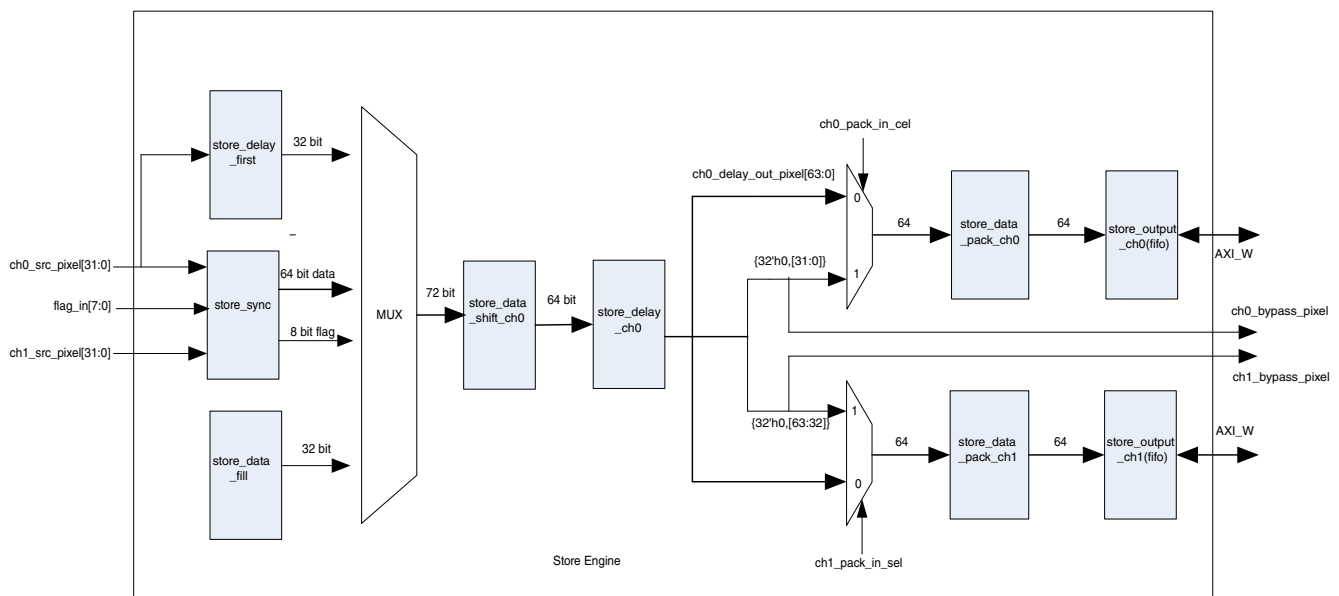 store_delay
_first
32 bit
ch0_src_pixel[31:0]
flag_in[7:0]
ch1_src_pixel[31:0]
store_sync
64 bit data
8 bit flag
store_data
_fill
32 bit
MUX
72 bit
store_data
_shift_ch0
64 bit
store_delay
_ch0
ch0_pack_in_cel
ch0_delay_out_pixel[63:0]
0
1
{32'h0,[31:0]}
64
store_data
_pack_ch0
64
store_output
_ch0(fifo)
AXI_W
ch0_bypass_pixel
ch1_bypass_pixel
{32'h0,[63:32]}
1
0
64
store_data
_pack_ch1
64
store_output
_ch1(fifo)
AXI_W
ch1_pack_in_sel
Store Engine